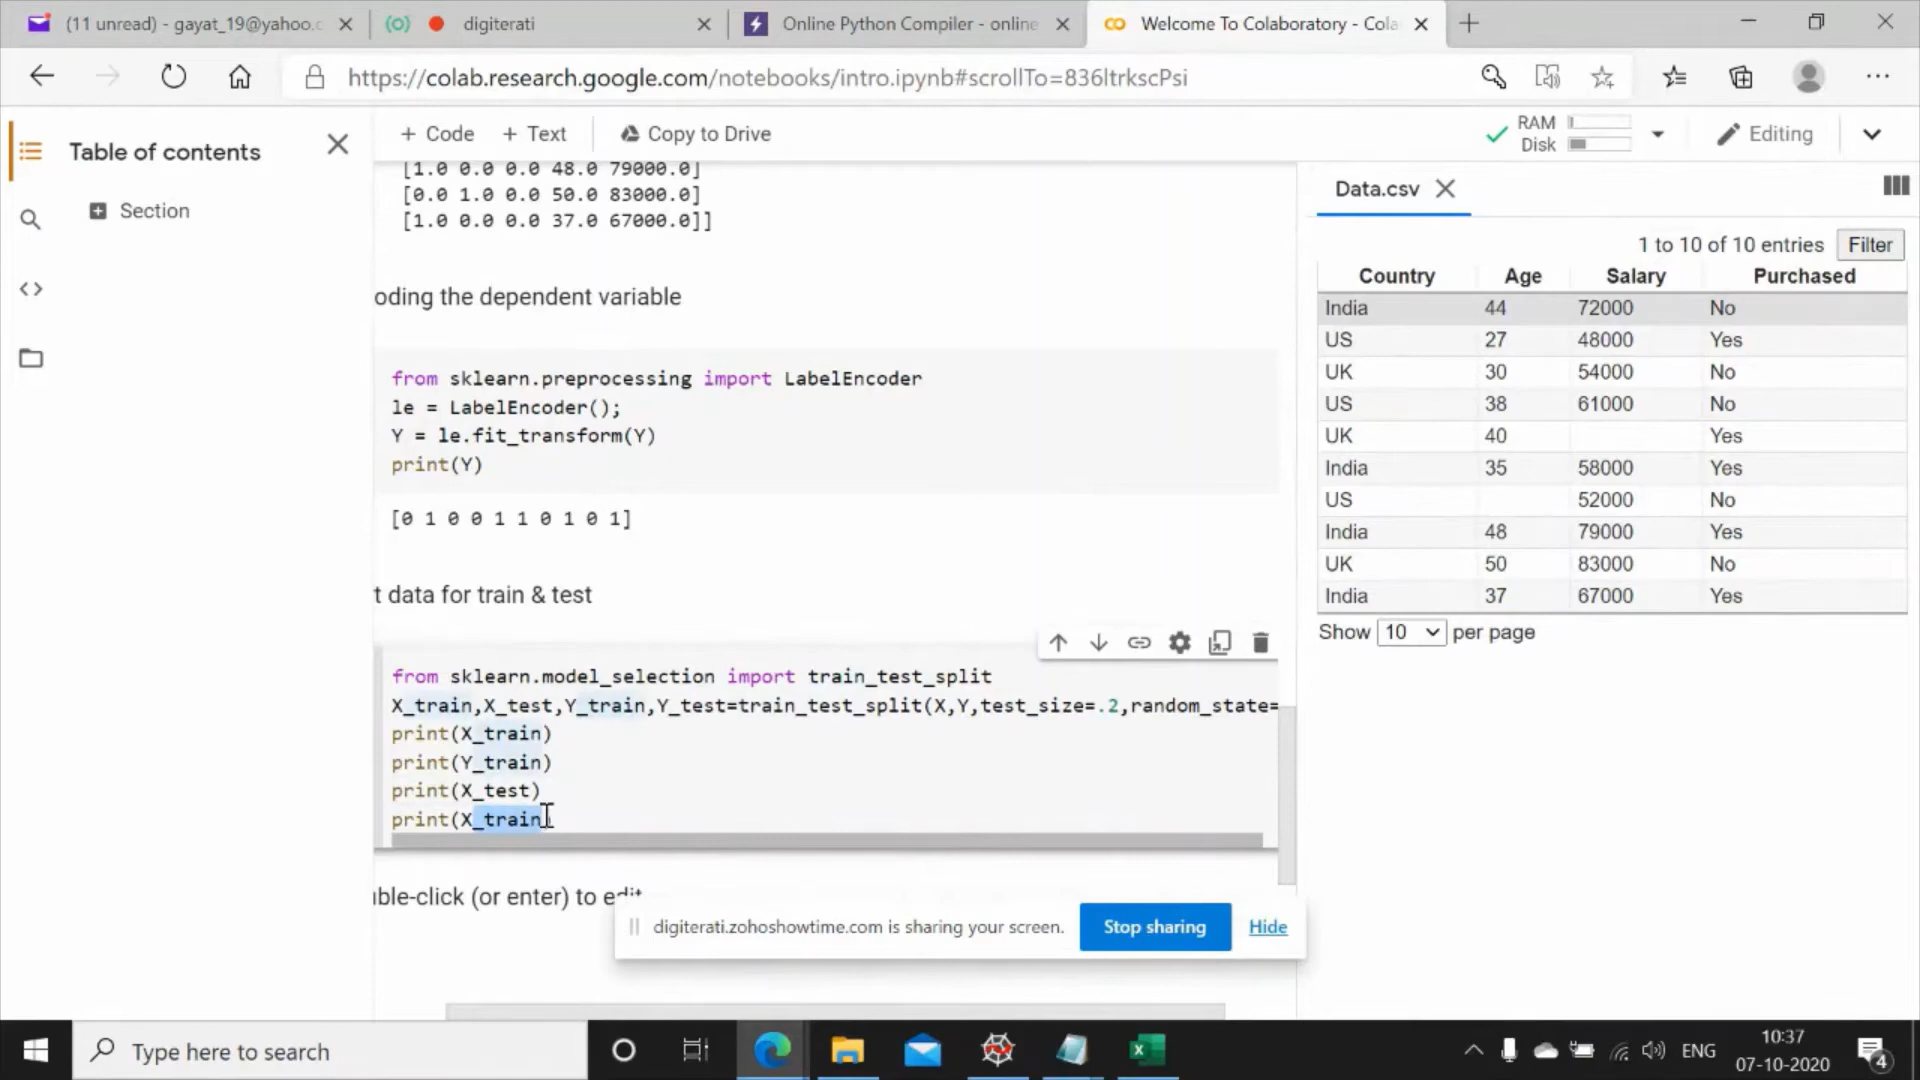 (11 unread) - gayat_19@yahoo.c
digiterati
Online Python Compiler - online
Welcome To Colaboratory - Cola
https://colab.research.google.com/notebooks/intro.ipynb#scrollTo=836ltrkscPsi
Table of contents
Section
+ Code + Text
Copy to Drive
RAM
Disk
Editing
[1.0 0.0 0.0 48.0 79000.0]
[0.0 1.0 0.0 50.0 83000.0]
[1.0 0.0 0.0 37.0 67000.0]]
oding the dependent variable
from sklearn.preprocessing import LabelEncoder
le = LabelEncoder();
Y = le.fit_transform(Y)
print(Y)
[0 1 0 0 1 1 0 1 0 1]
t data for train & test
from sklearn.model_selection import train_test_split
X_train,X_test,Y_train,Y_test=train_test_split(X,Y,test_size=.2,random_state=
print(X_train)
print(Y_train)
print(X_test)
print(X_train)
ble-click (or enter) to edit
digiterati.zohoshowtime.com is sharing your screen.
Stop sharing
Hide
Data.csv
1 to 10 of 10 entries
Filter
Country Age Salary Purchased
India 44 72000 No
US 27 48000 Yes
UK 30 54000 No
US 38 61000 No
UK 40 Yes
India 35 58000 Yes
US 52000 No
India 48 79000 Yes
UK 50 83000 No
India 37 67000 Yes
Show 10 per page
Type here to search
ENG
10:37
07-10-2020
4